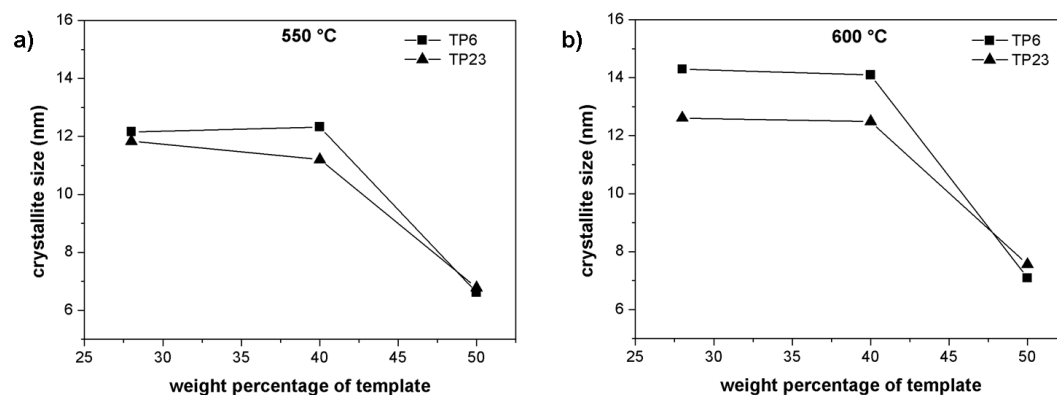 a)
550 °C
TP6
TP23
16
14
12
10
8
6
crystallite size (nm)
25
30
35
40
45
50
weight percentage of template
b)
600 °C
TP6
TP23
16
14
12
10
8
6
crystallite size (nm)
25
30
35
40
45
50
weight percentage of template